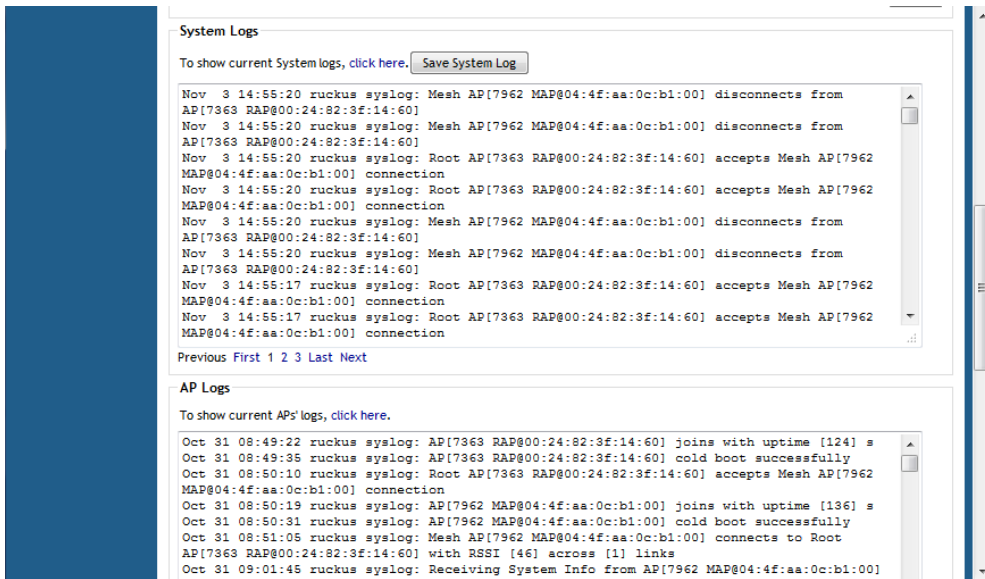 System Logs
To show current System logs, click here. Save System Log
Nov  3 14:55:20 ruckus syslog: Mesh AP[7962 MAP@04:4f:aa:0c:b1:00] disconnects from
AP[7363 RAP@00:24:82:3f:14:60]
Nov  3 14:55:20 ruckus syslog: Mesh AP[7962 MAP@04:4f:aa:0c:b1:00] disconnects from
AP[7363 RAP@00:24:82:3f:14:60]
Nov  3 14:55:20 ruckus syslog: Root AP[7363 RAP@00:24:82:3f:14:60] accepts Mesh AP[7962
MAP@04:4f:aa:0c:b1:00] connection
Nov  3 14:55:20 ruckus syslog: Root AP[7363 RAP@00:24:82:3f:14:60] accepts Mesh AP[7962
MAP@04:4f:aa:0c:b1:00] connection
Nov  3 14:55:20 ruckus syslog: Mesh AP[7962 MAP@04:4f:aa:0c:b1:00] disconnects from
AP[7363 RAP@00:24:82:3f:14:60]
Nov  3 14:55:20 ruckus syslog: Mesh AP[7962 MAP@04:4f:aa:0c:b1:00] disconnects from
AP[7363 RAP@00:24:82:3f:14:60]
Nov  3 14:55:17 ruckus syslog: Root AP[7363 RAP@00:24:82:3f:14:60] accepts Mesh AP[7962
MAP@04:4f:aa:0c:b1:00] connection
Nov  3 14:55:17 ruckus syslog: Root AP[7363 RAP@00:24:82:3f:14:60] accepts Mesh AP[7962
MAP@04:4f:aa:0c:b1:00] connection
Previous First 1 2 3 Last Next
AP Logs
To show current APs' logs, click here.
Oct 31 08:49:22 ruckus syslog: AP[7363 RAP@00:24:82:3f:14:60] joins with uptime [124] s
Oct 31 08:49:35 ruckus syslog: AP[7363 RAP@00:24:82:3f:14:60] cold boot successfully
Oct 31 08:50:10 ruckus syslog: Root AP[7363 RAP@00:24:82:3f:14:60] accepts Mesh AP[7962
MAP@04:4f:aa:0c:b1:00] connection
Oct 31 08:50:19 ruckus syslog: AP[7962 MAP@04:4f:aa:0c:b1:00] joins with uptime [136] s
Oct 31 08:50:31 ruckus syslog: AP[7962 MAP@04:4f:aa:0c:b1:00] cold boot successfully
Oct 31 08:51:05 ruckus syslog: Mesh AP[7962 MAP@04:4f:aa:0c:b1:00] connects to Root
AP[7363 RAP@00:24:82:3f:14:60] with RSSI [46] across [1] links
Oct 31 09:01:45 ruckus syslog: Receiving System Info from AP[7962 MAP@04:4f:aa:0c:b1:00]